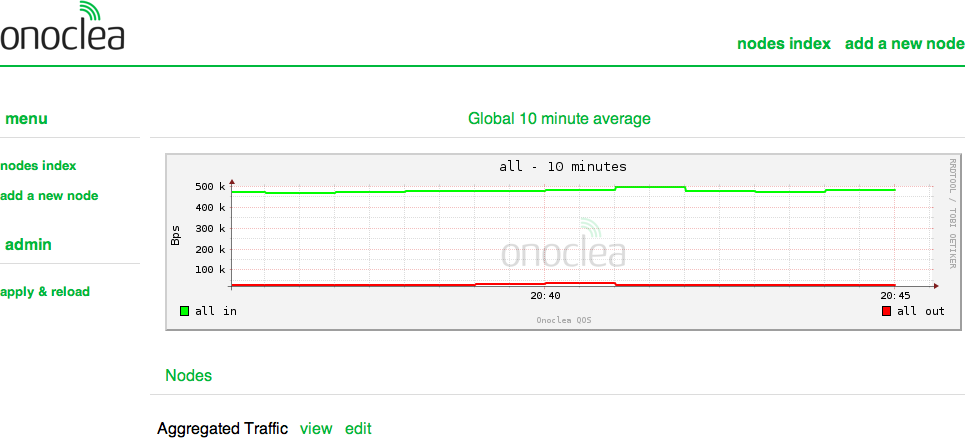 onoclea
nodes index add a new node
menu
nodes index
add a new node
admin
apply & reload
Global 10 minute average
all - 10 minutes
RRDTOOL / TOBI OETIKER
Bps
500 k
400 k
300 k
200 k
100 k
onoclea
20:40 20:45
all in all out
Onoclea OOS
Nodes
Aggregated Traffic view edit